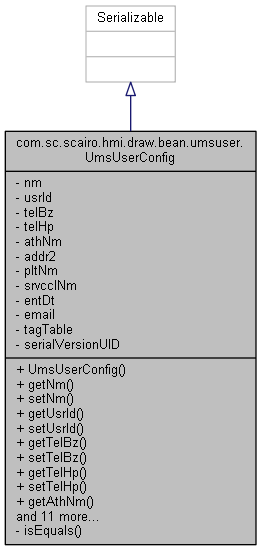 Serializable
com.sc.scairo.hmi.draw.bean.umsuser.
UmsUserConfig
- nm
- usrId
- telBz
- telHp
- athNm
- addr2
- pltNm
- srvcclNm
- entDt
- email
- tagTable
- serialVersionUID
+ UmsUserConfig()
+ getNm()
+ setNm()
+ getUsrId()
+ setUsrId()
+ getTelBz()
+ setTelBz()
+ getTelHp()
+ setTelHp()
+ getAthNm()
and 11 more...
- isEquals()